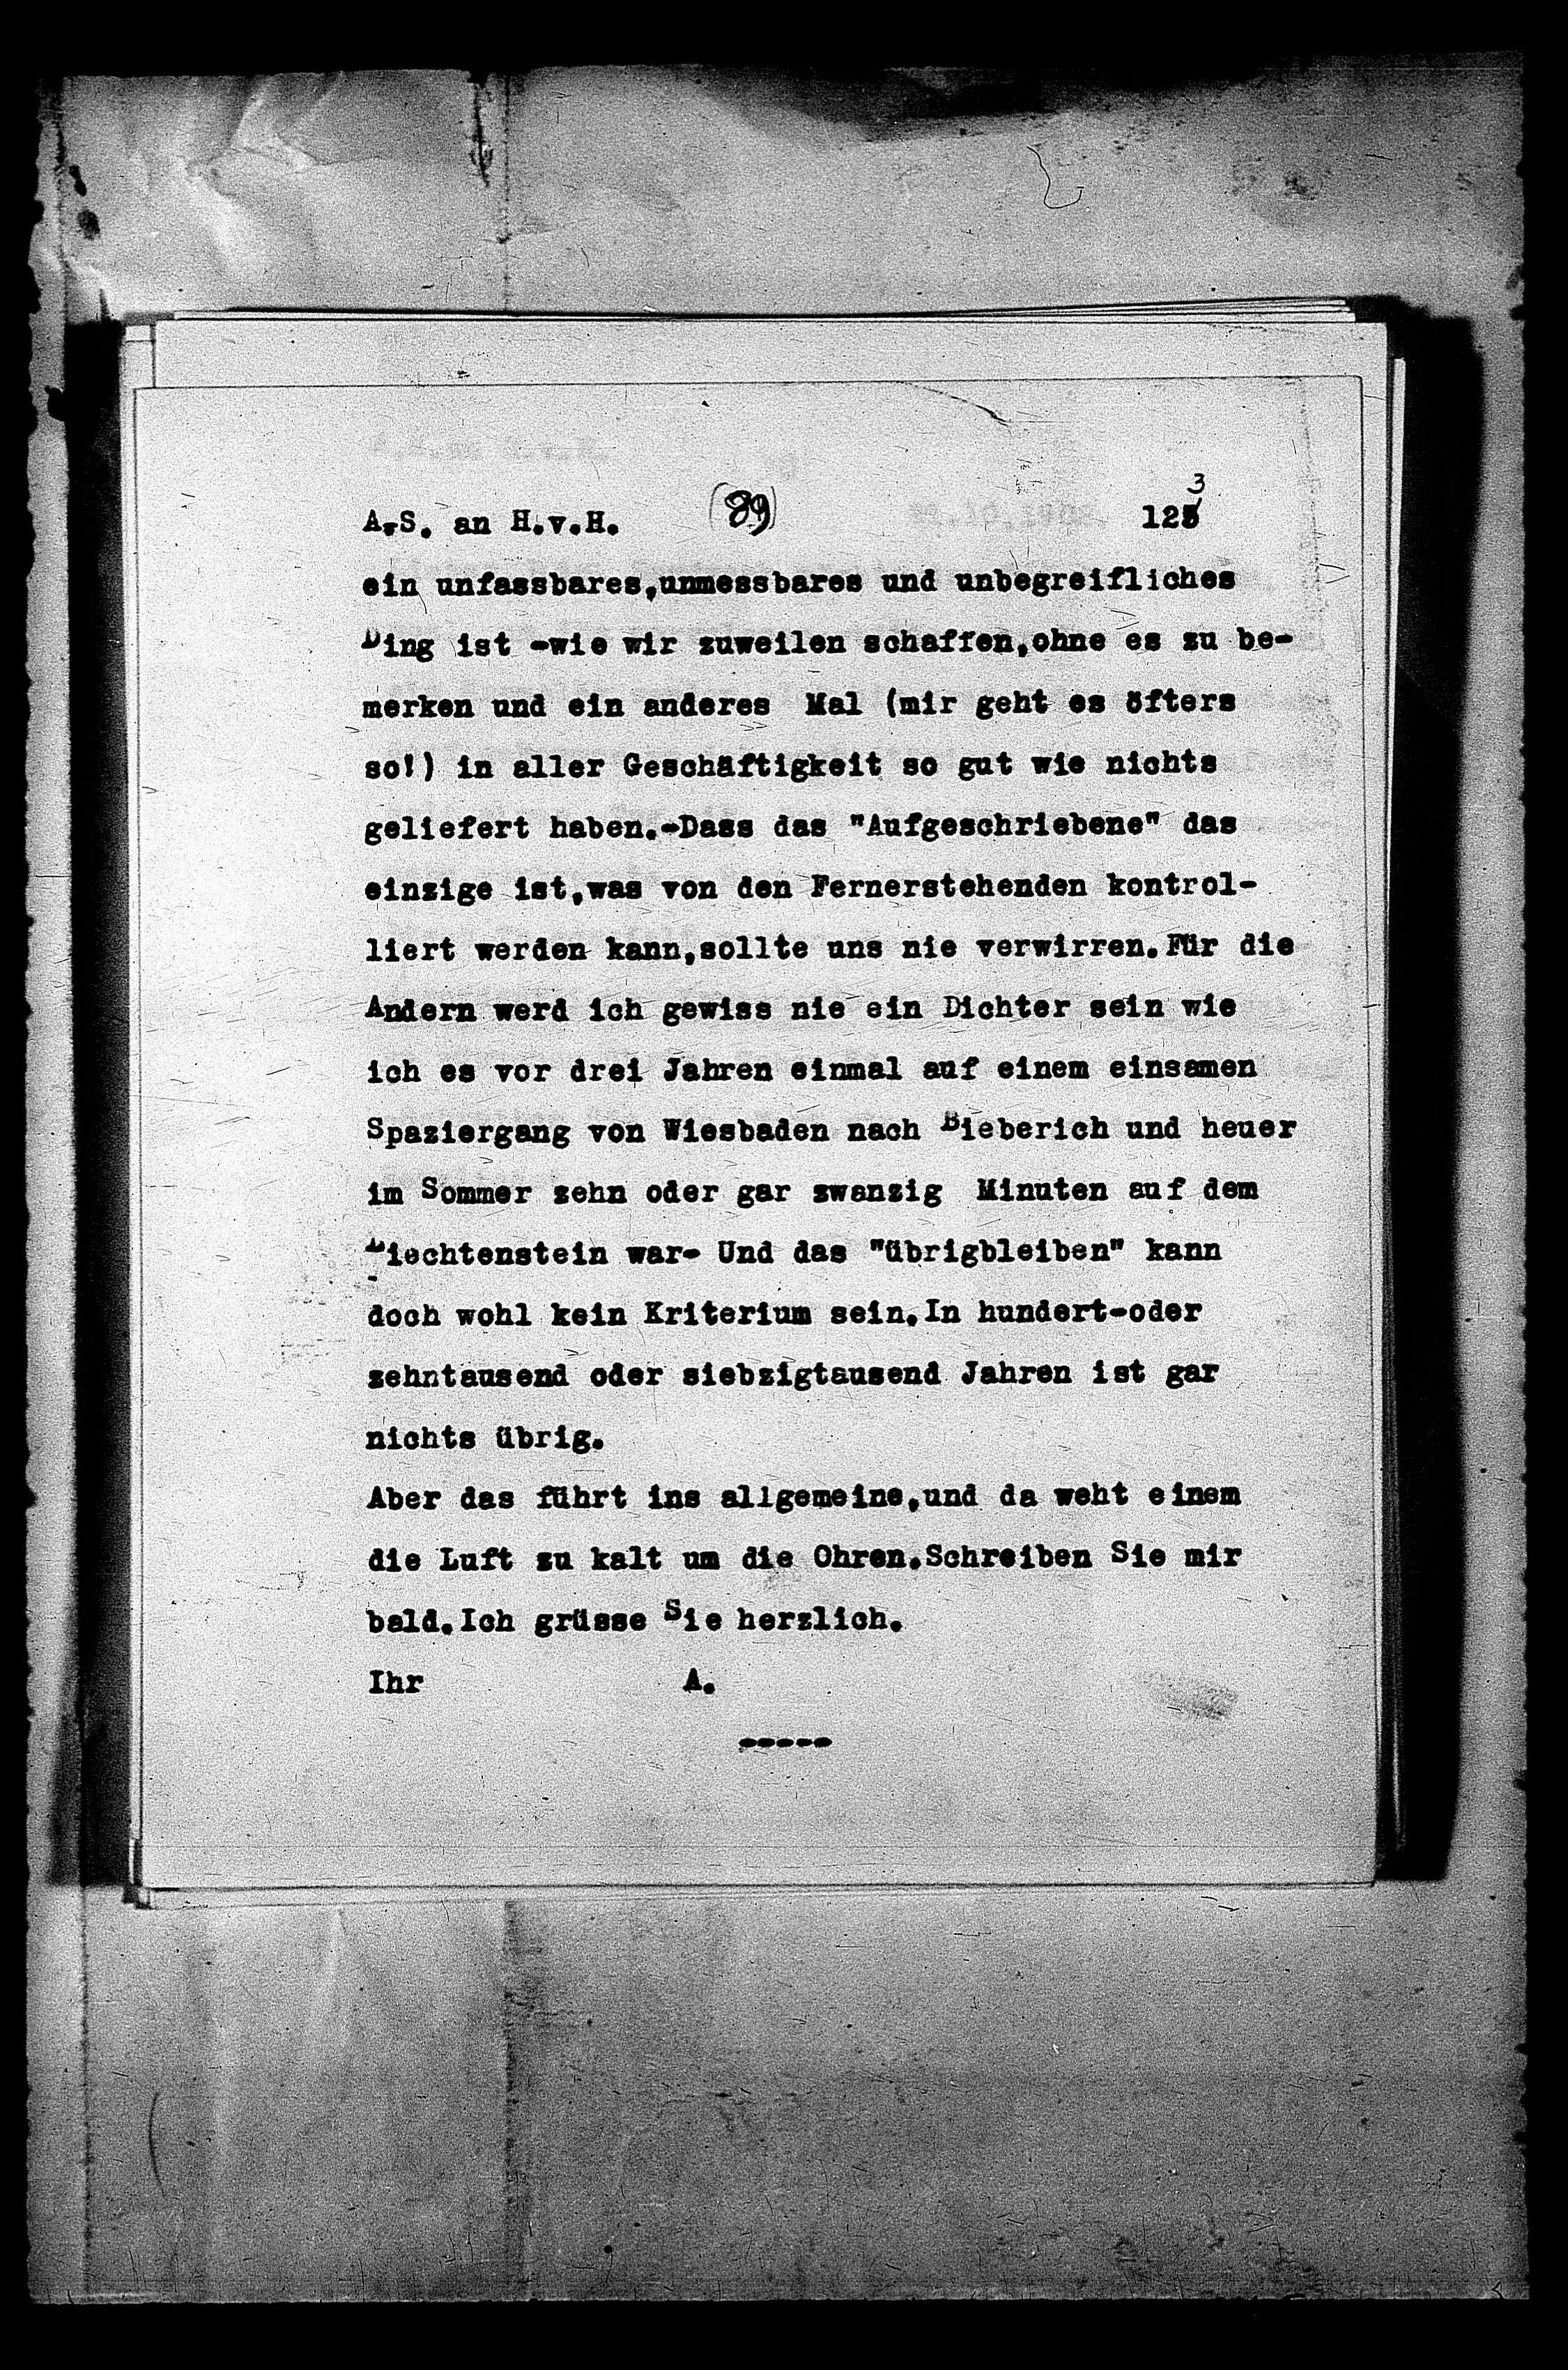 A.S. an H.v.H. (89) 123
ein unfassbares,unmessbares und unbegreifliches
Ding ist -wie wir zuweilen schaffen,ohne es zu be-
merken und ein anderes Mal (mir geht es öfters
so!) in aller Geschäftigkeit so gut wie nichts
geliefert haben.-Dass das "Aufgeschriebene" das
einzige ist,was von den Fernerstehenden kontrol-
liert werden kann,sollte uns nie verwirren.Für die
Andern werd ich gewiss nie ein Dichter sein wie
ich es vor drei Jahren einmal auf einem einsamen
Spaziergang von Wiesbaden nach Bieberich und heuer
im Sommer zehn oder gar zwanzig Minuten auf dem
Liechtenstein war- Und das "übrigbleiben" kann
doch wohl kein Kriterium sein.In hundert-oder
zehntausend oder siebzigtausend Jahren ist gar
nichts übrig.
Aber das führt ins allgemeine,und da weht einem
die Luft zu kalt um die Ohren.Schreiben Sie mir
bald.Ich grüsse Sie herzlich.
Ihr A.
-----